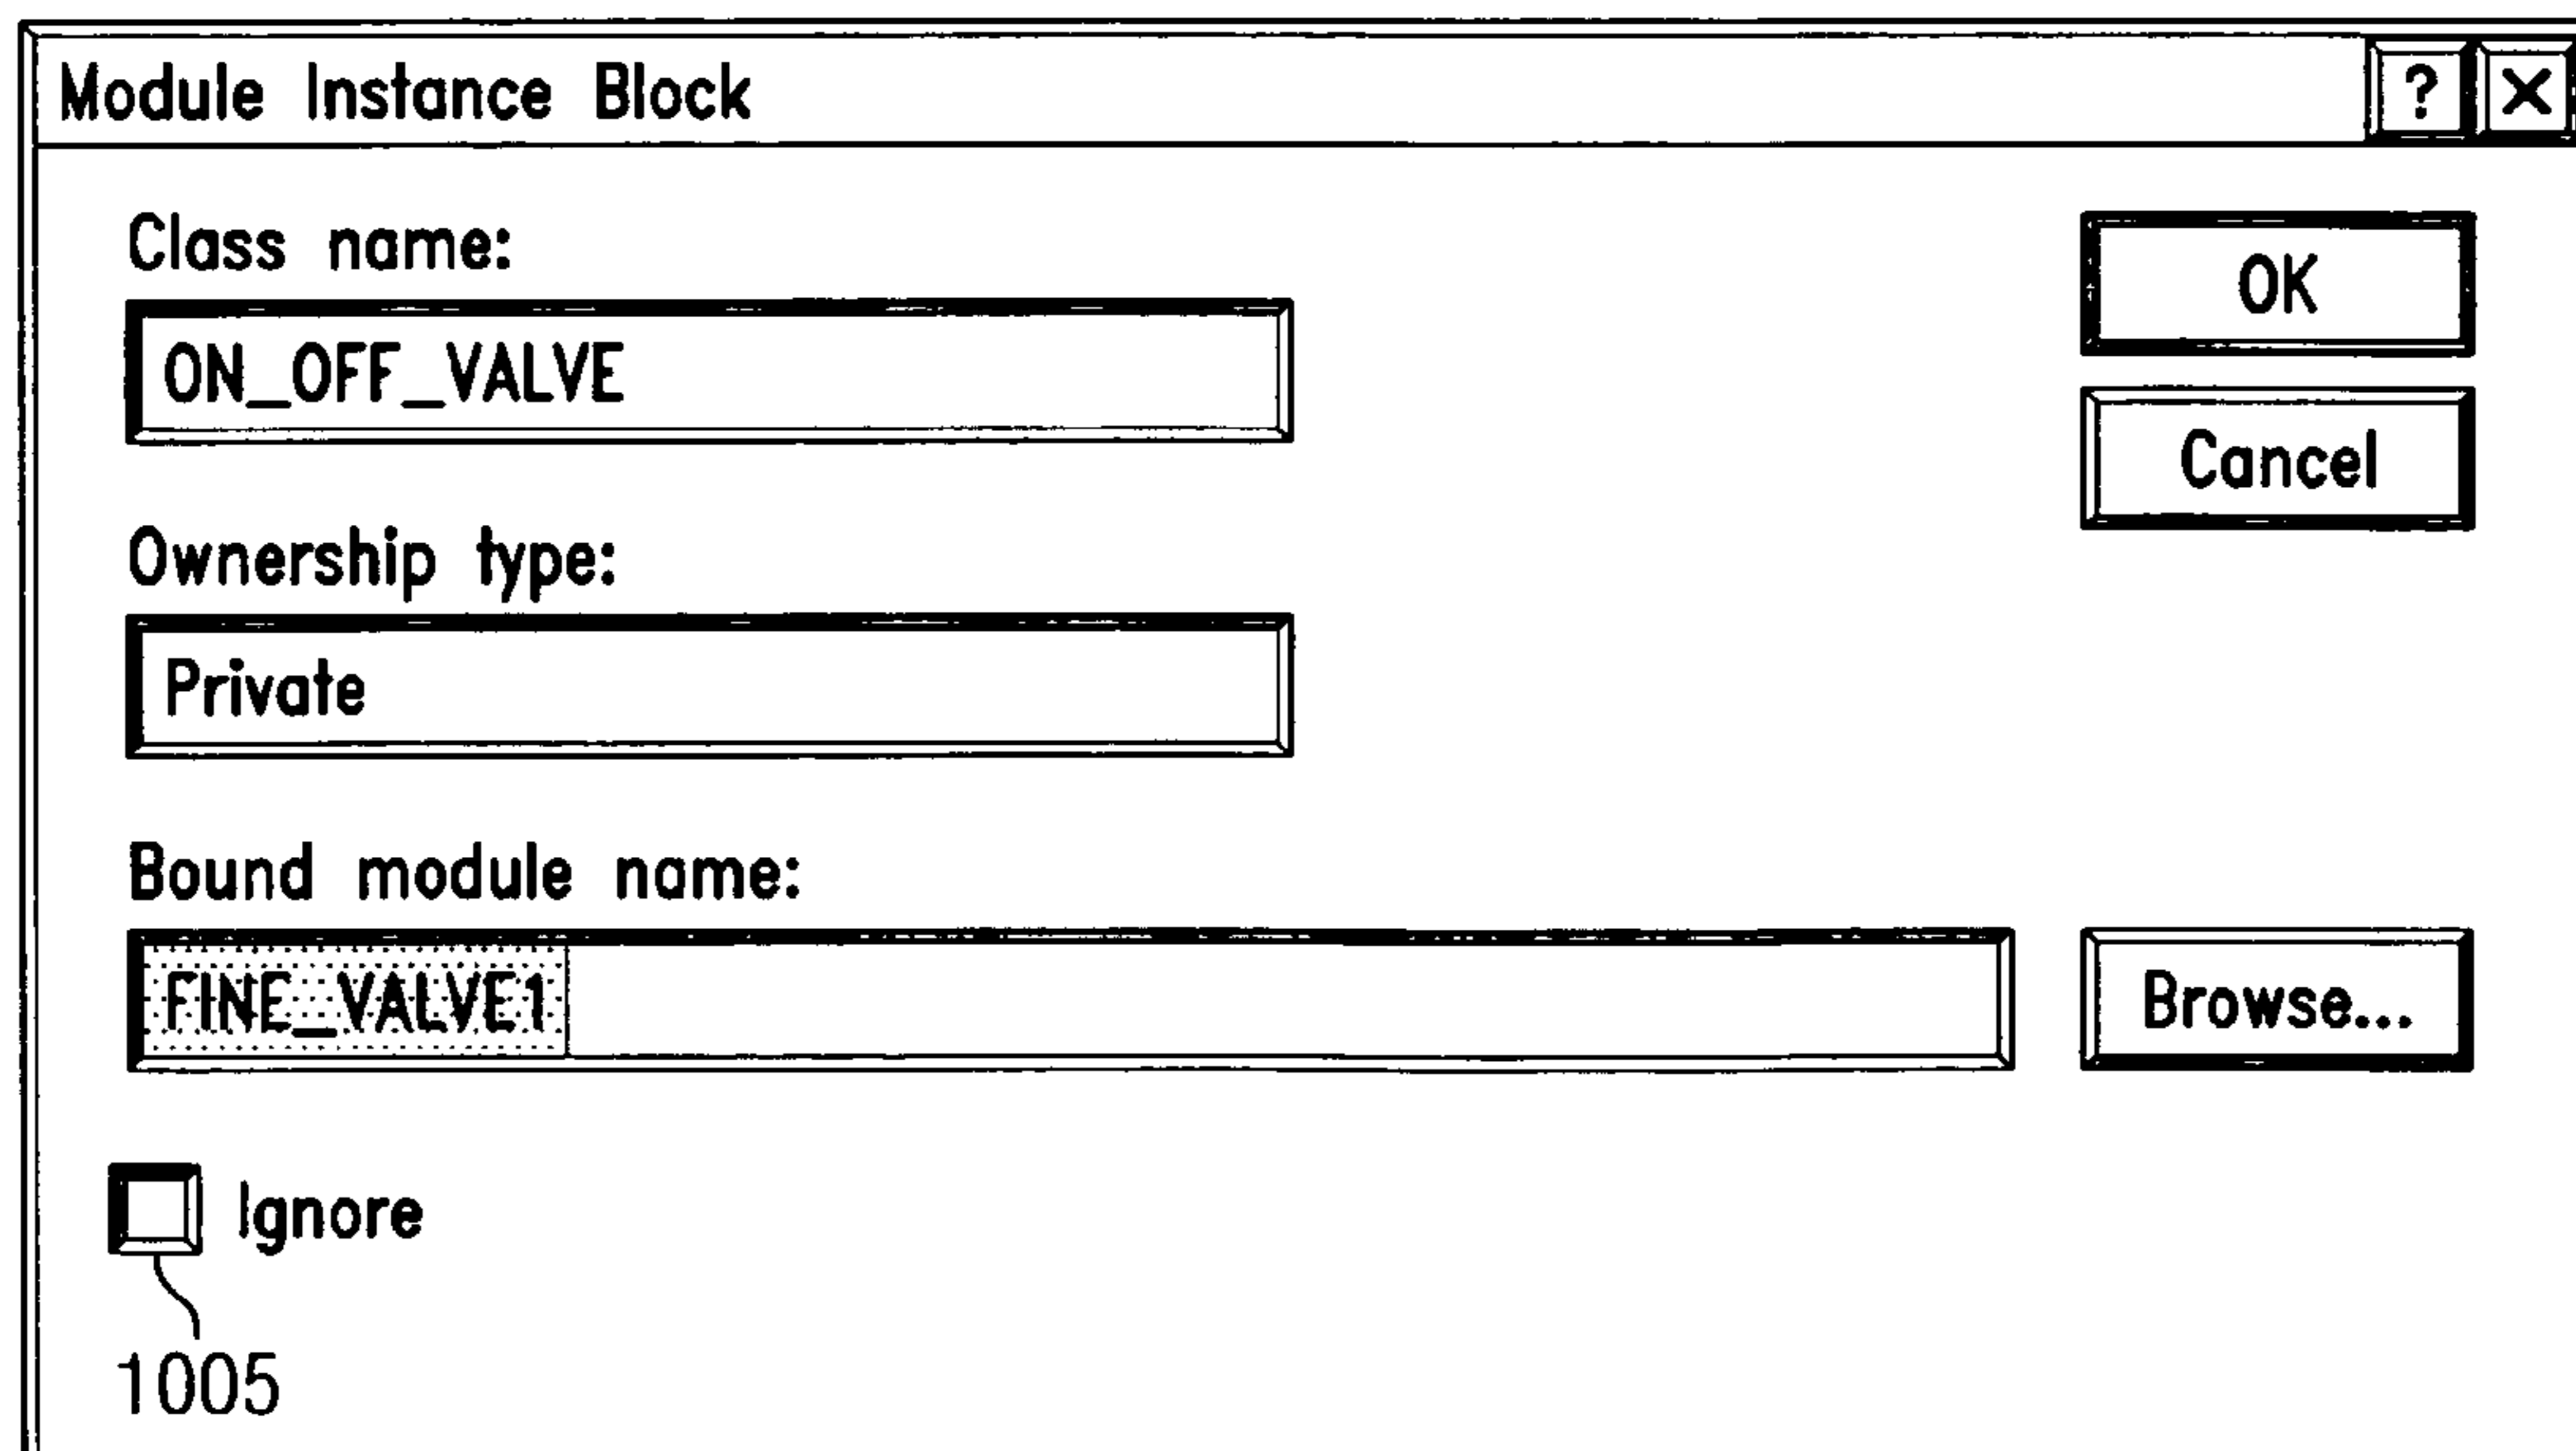 Module Instance Block ? X
Class name:
ON_OFF_VALVE
OK
Cancel
Ownership type:
Private
Bound module name:
FINE_VALVE1
Browse...
Ignore
1005